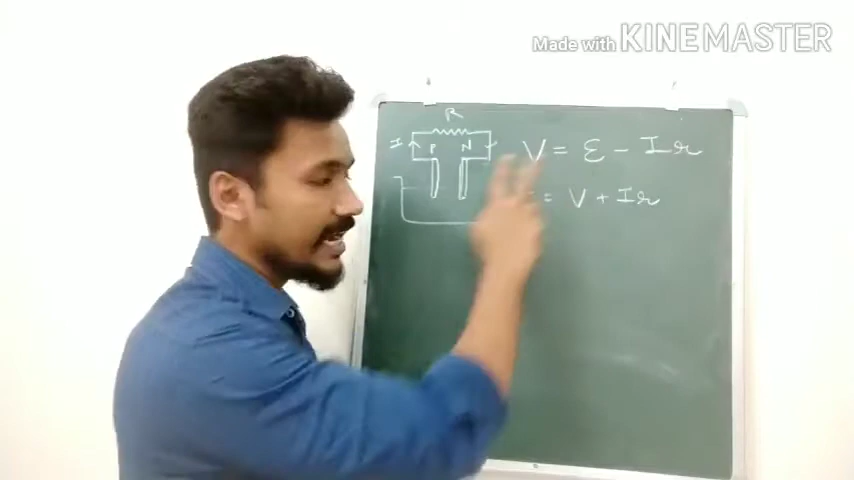 Made with KINEMASTER
R
I
P N
V = ε - Ir
= V + Ir